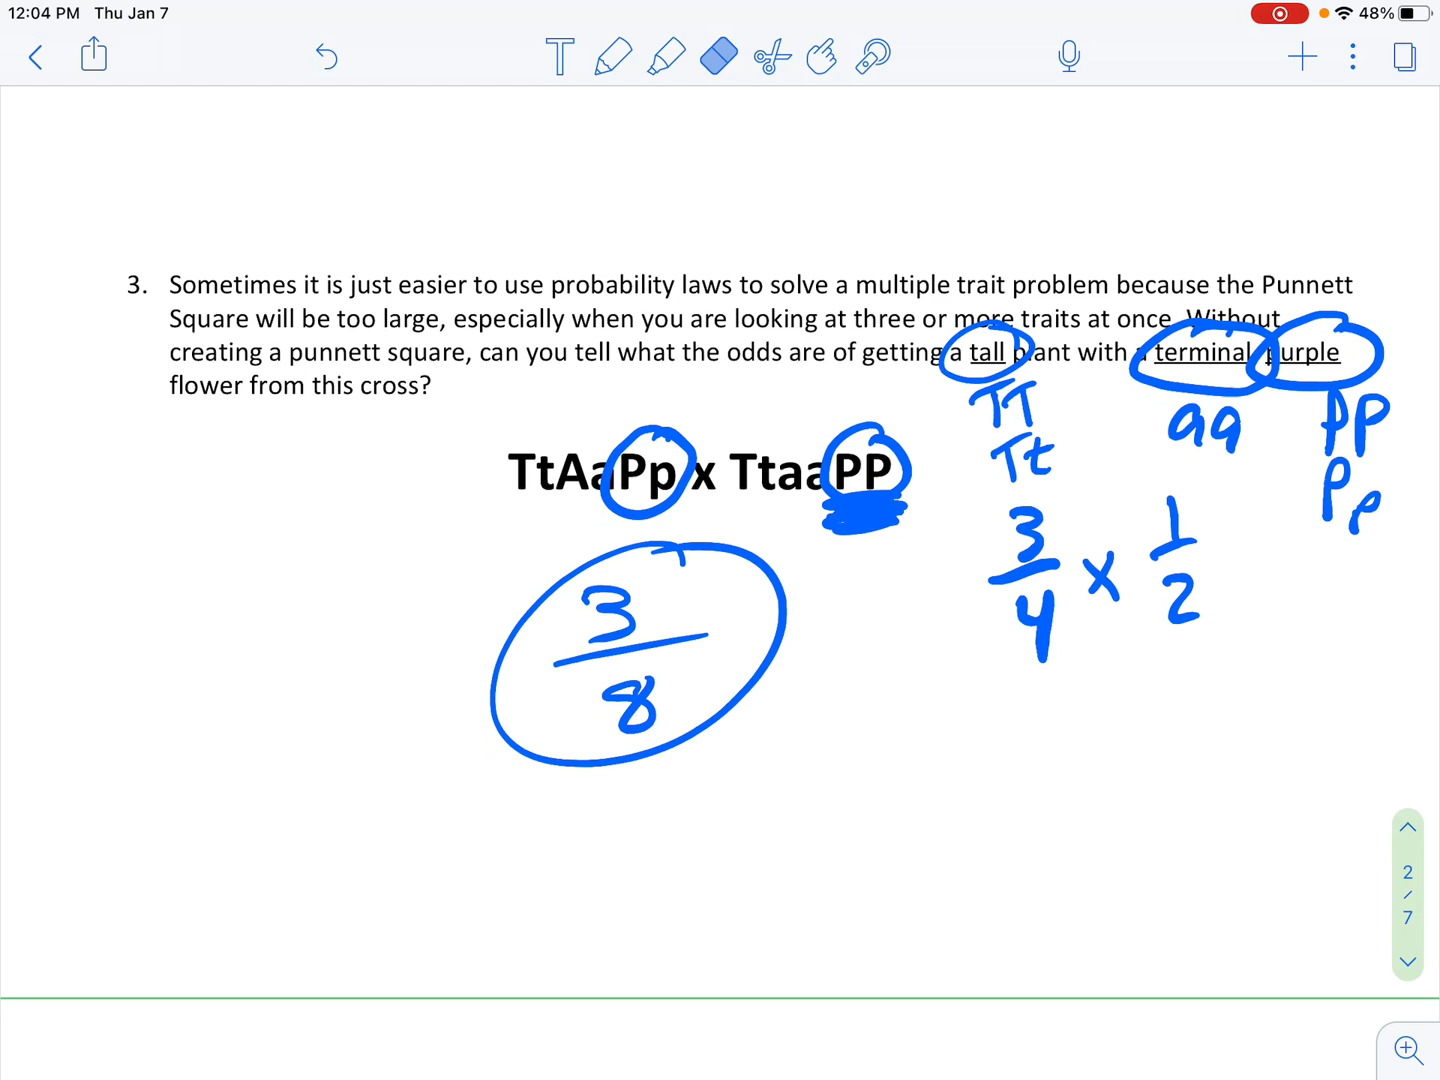 12:04 PM Thu Jan 7
48%
3. Sometimes it is just easier to use probability laws to solve a multiple trait problem because the Punnett
Square will be too large, especially when you are looking at three or more traits at once. Without
creating a punnett square, can you tell what the odds are of getting a tall plant with a terminal purple
flower from this cross?
TT
Tt
aa
PP
Pp
TtAaPp x TtaaPP
3/4 x 1/2
3/8
2/7